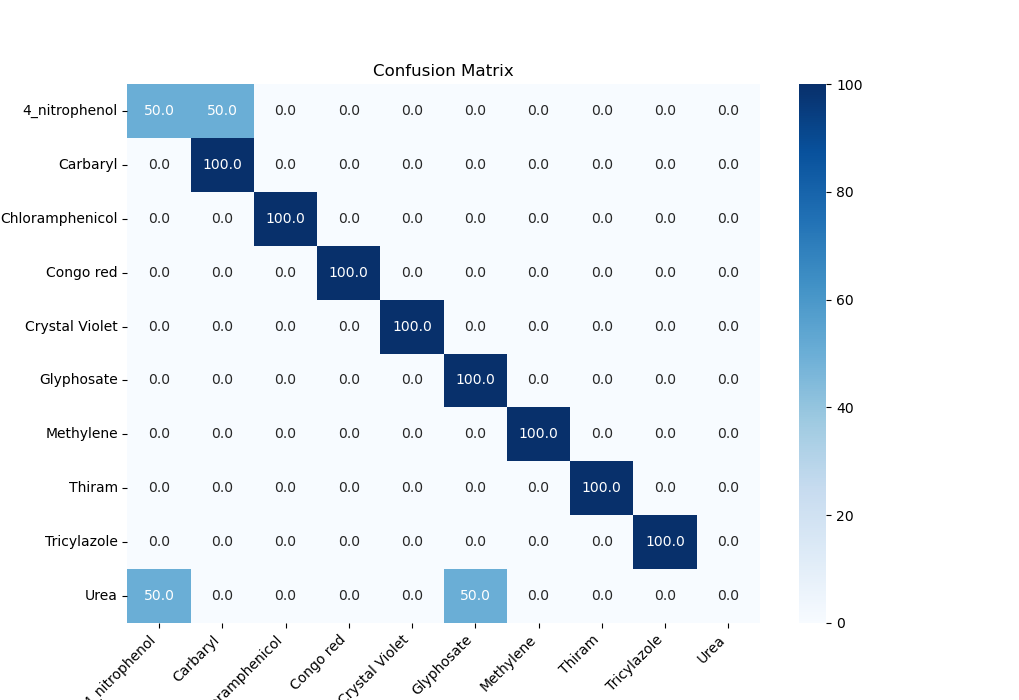 Confusion Matrix
4_nitrophenol 50.0 50.0 0.0 0.0 0.0 0.0 0.0 0.0 0.0 0.0
Carbaryl 0.0 100.0 0.0 0.0 0.0 0.0 0.0 0.0 0.0 0.0
Chloramphenicol 0.0 0.0 100.0 0.0 0.0 0.0 0.0 0.0 0.0 0.0
Congo red 0.0 0.0 0.0 100.0 0.0 0.0 0.0 0.0 0.0 0.0
Crystal Violet 0.0 0.0 0.0 0.0 100.0 0.0 0.0 0.0 0.0 0.0
Glyphosate 0.0 0.0 0.0 0.0 0.0 100.0 0.0 0.0 0.0 0.0
Methylene 0.0 0.0 0.0 0.0 0.0 0.0 100.0 0.0 0.0 0.0
Thiram 0.0 0.0 0.0 0.0 0.0 0.0 0.0 100.0 0.0 0.0
Tricylazole 0.0 0.0 0.0 0.0 0.0 0.0 0.0 0.0 100.0 0.0
Urea 50.0 0.0 0.0 0.0 0.0 50.0 0.0 0.0 0.0 0.0
4_nitrophenol Carbaryl ramphenicol Congo red Crystal Violet Glyphosate Methylene Thiram Tricylazole Urea
100
80
60
40
20
0